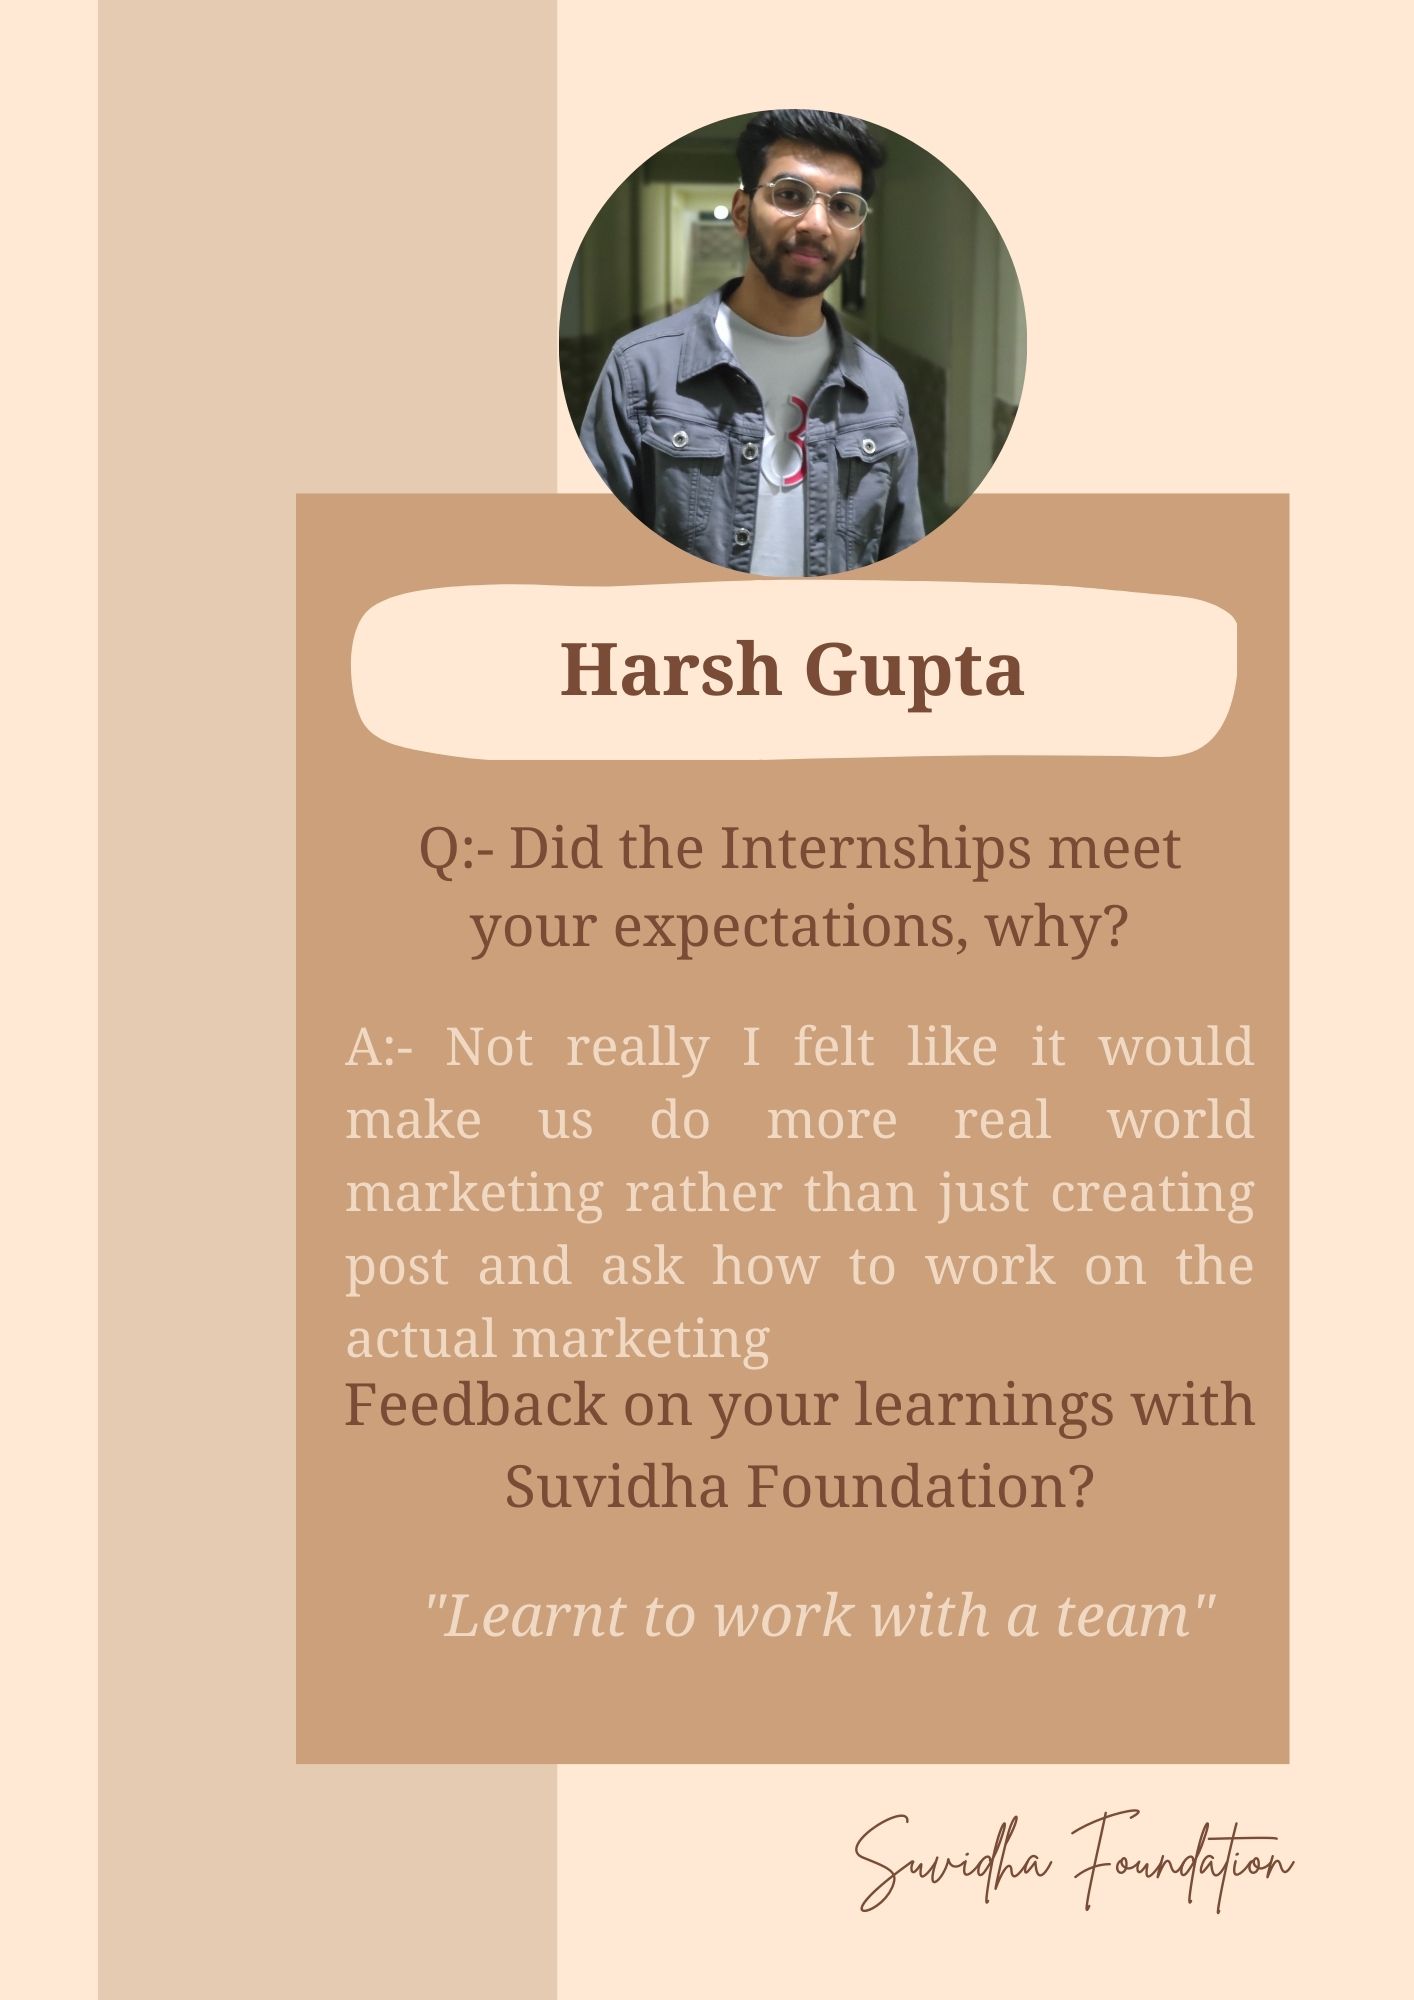 Harsh Gupta
Q:- Did the Internships meet
your expectations, why?
A:- Not really I felt like it would
make us do more real world
marketing rather than just creating
post and ask how to work on the
actual marketing
Feedback on your learnings with
Suvidha Foundation?
"Learnt to work with a team"
Suvidha Foundation